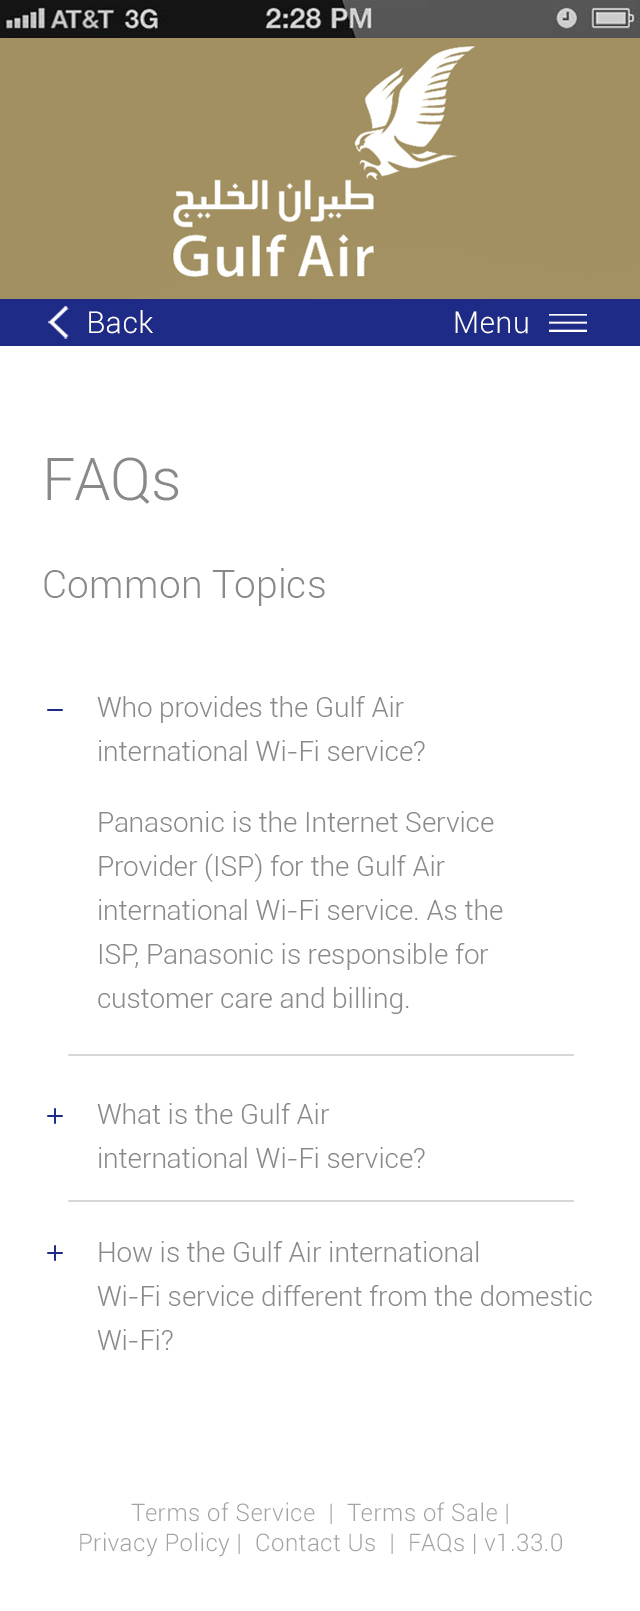 AT&T 3G 2:28 PM
طيران الخليج
Gulf Air
Back Menu
FAQs
Common Topics
Who provides the Gulf Air
international Wi-Fi service?
Panasonic is the Internet Service
Provider (ISP) for the Gulf Air
international Wi-Fi service. As the
ISP, Panasonic is responsible for
customer care and billing.
What is the Gulf Air
international Wi-Fi service?
How is the Gulf Air international
Wi-Fi service different from the domestic
Wi-Fi?
Terms of Service | Terms of Sale |
Privacy Policy | Contact Us | FAQs | v1.33.0